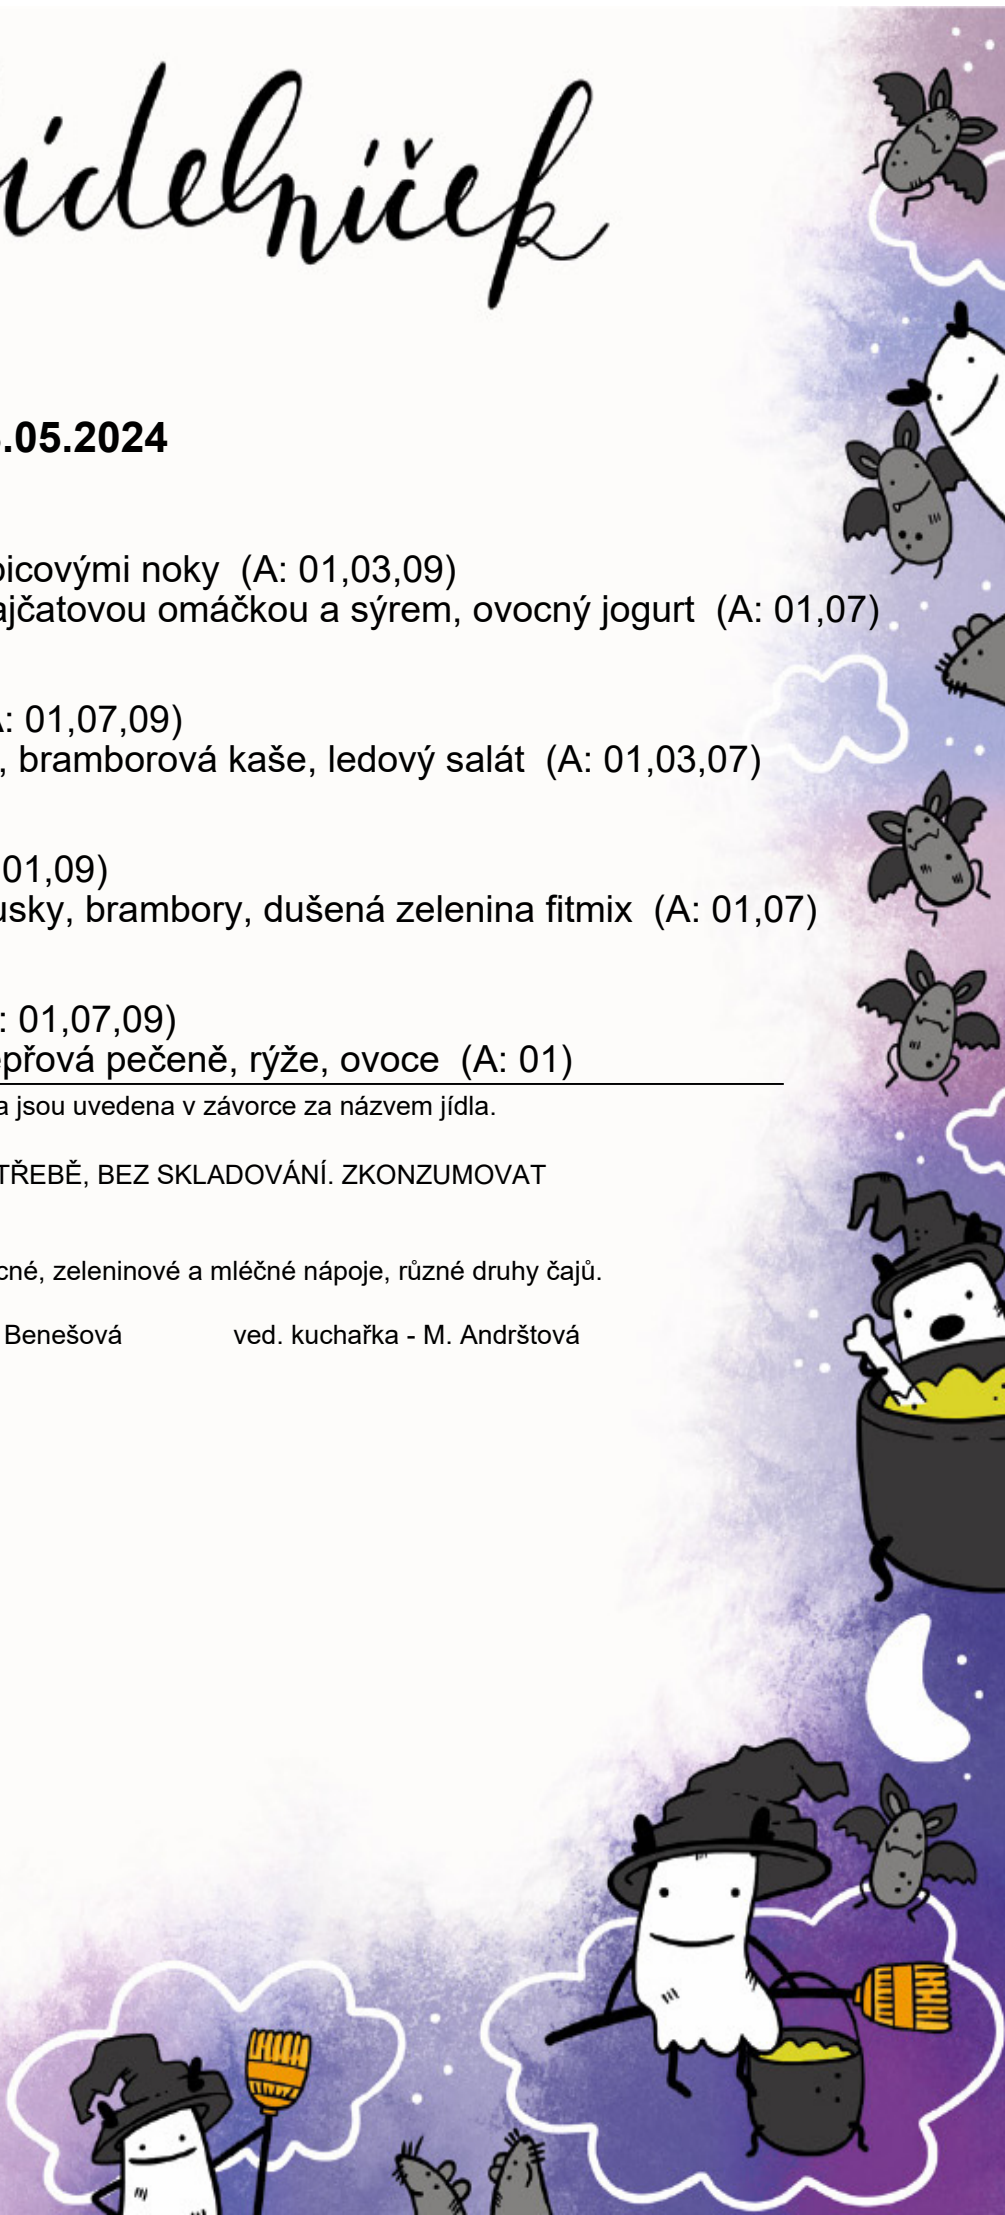 ídelníček
.05.2024
picovými noky (A: 01,03,09)
ajčatovou omáčkou a sýrem, ovocný jogurt (A: 01,07)
: 01,07,09)
, bramborová kaše, ledový salát (A: 01,03,07)
01,09)
usky, brambory, dušená zelenina fitmix (A: 01,07)
: 01,07,09)
epřová pečeně, rýže, ovoce (A: 01)
a jsou uvedena v závorce za názvem jídla.
TŘEBĚ, BEZ SKLADOVÁNÍ. ZKONZUMOVAT
cné, zeleninové a mléčné nápoje, různé druhy čajů.
Benešová ved. kuchařka - M. Andrštová